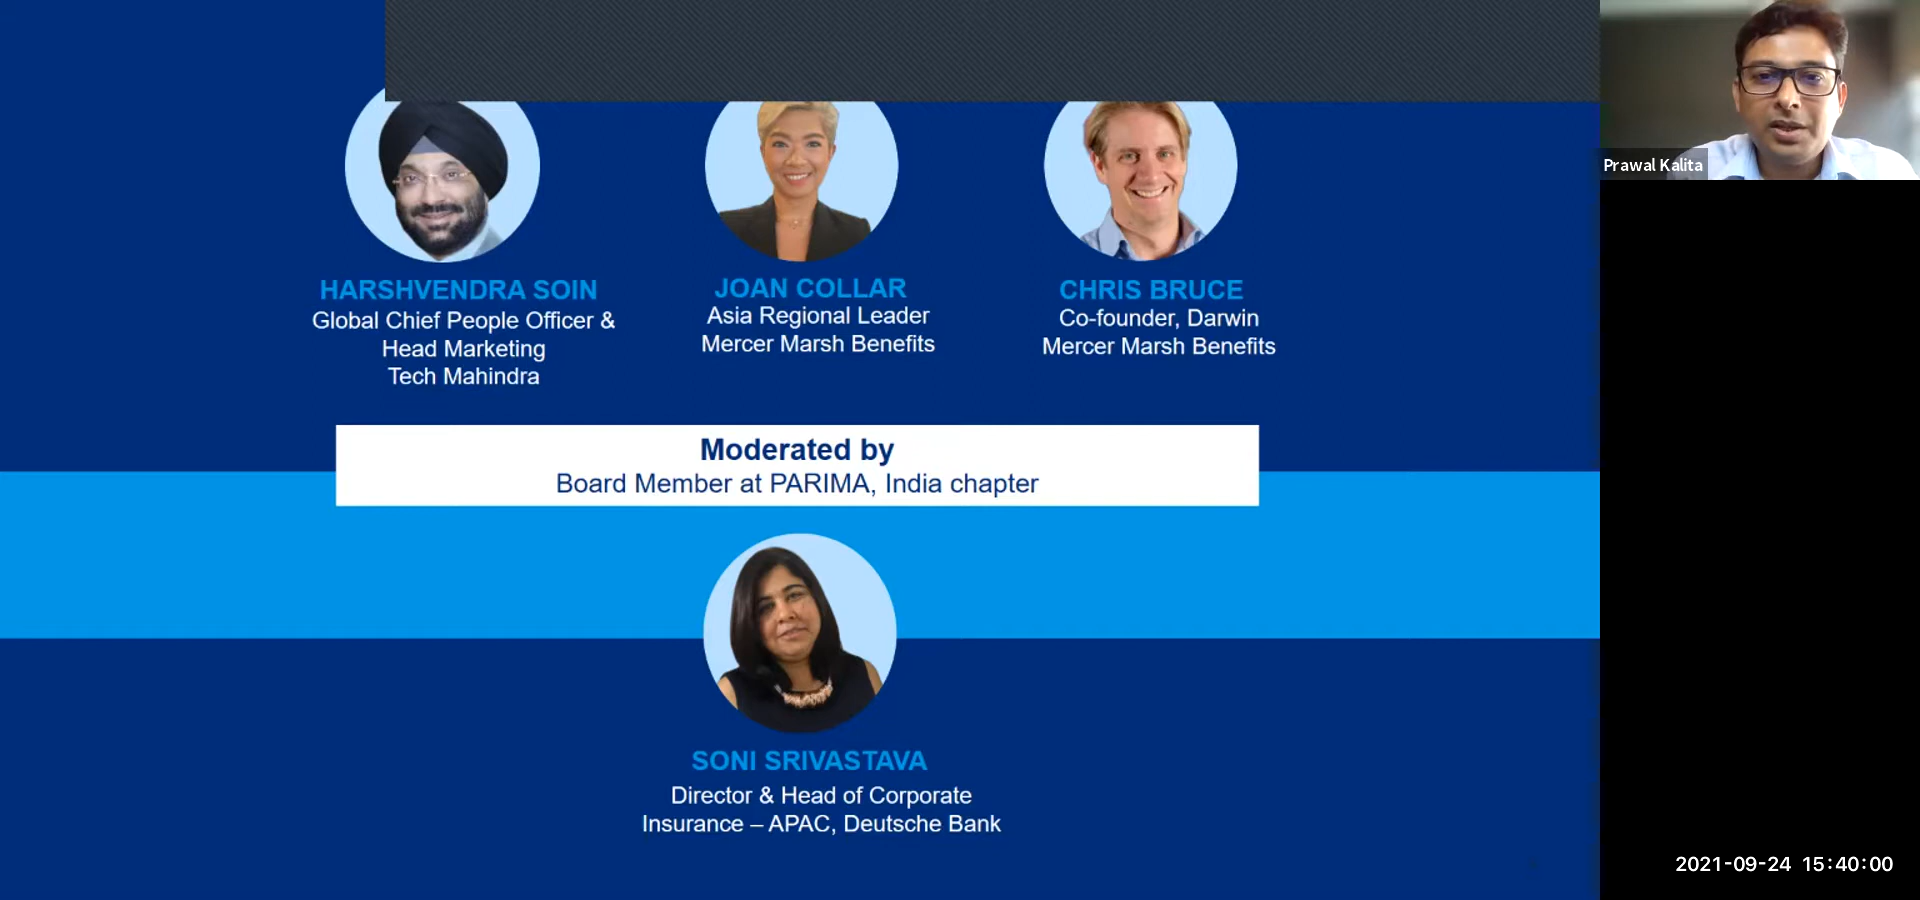 Prawal Kalita
HARSHVENDRA SOIN
Global Chief People Officer &
Head Marketing
Tech Mahindra
JOAN COLLAR
Asia Regional Leader
Mercer Marsh Benefits
CHRIS BRUCE
Co-founder, Darwin
Mercer Marsh Benefits
Moderated by
Board Member at PARIMA, India chapter
SONI SRIVASTAVA
Director & Head of Corporate
Insurance – APAC, Deutsche Bank
2021-09-24 15:40:00